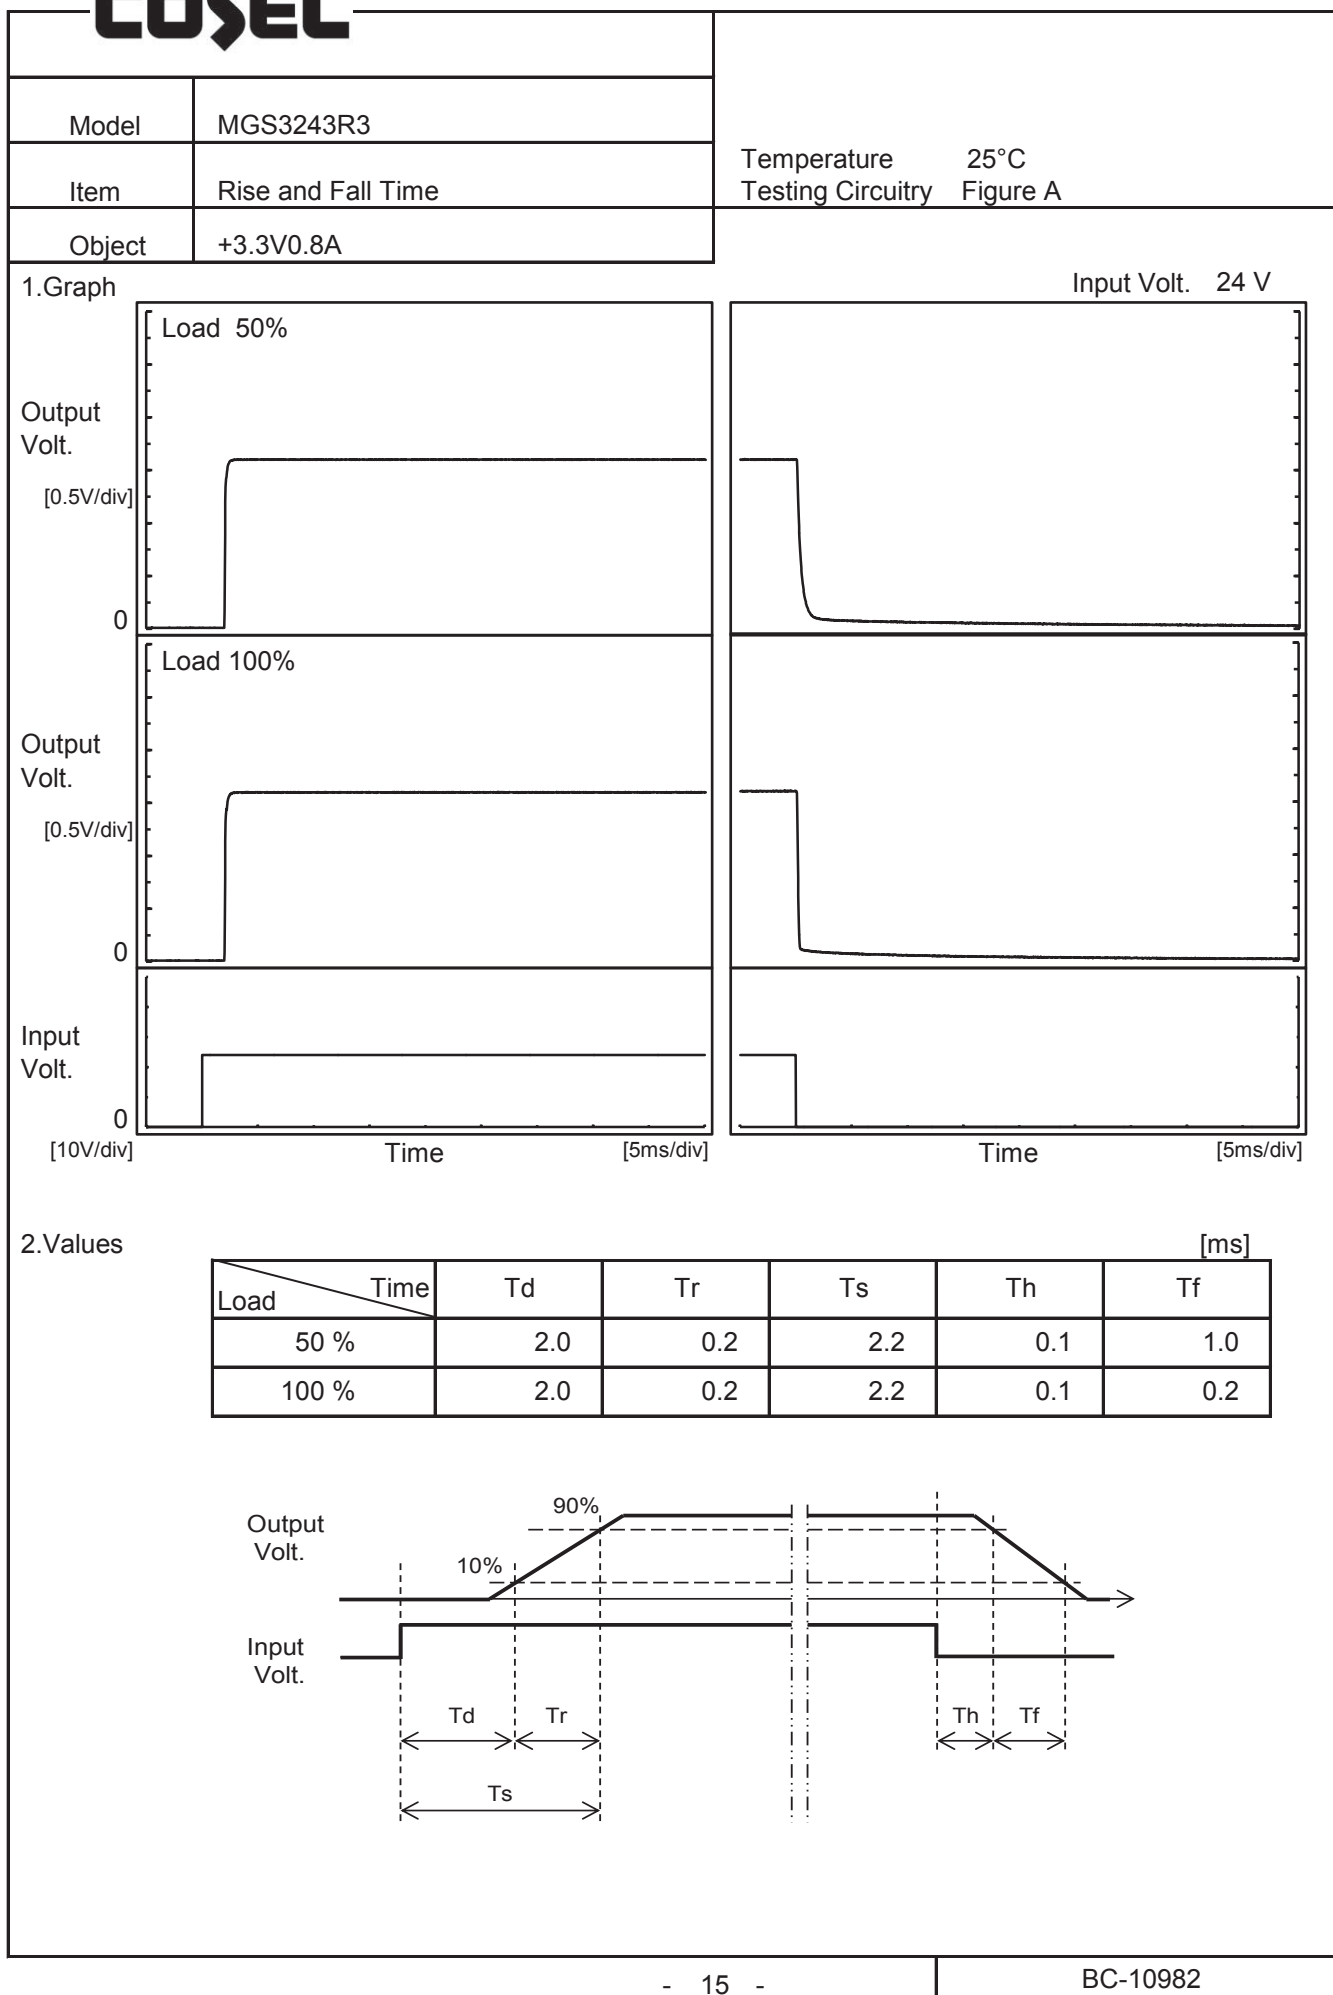 COSEL
Model MGS3243R3
Temperature 25°C
Item Rise and Fall Time
Testing Circuitry Figure A
Object +3.3V0.8A
1.Graph
Input Volt. 24 V
Load 50%
Output
Volt.
[0.5V/div]
0
Load 100%
Output
Volt.
[0.5V/div]
0
Input
Volt.
0
[10V/div] Time [5ms/div] Time [5ms/div]
2.Values [ms]
Time Td Tr Ts Th Tf
Load
50 % 2.0 0.2 2.2 0.1 1.0
100 % 2.0 0.2 2.2 0.1 0.2
90%
Output
Volt.
10%
Input
Volt.
Td Tr Th Tf
Ts
- 15 - BC-10982